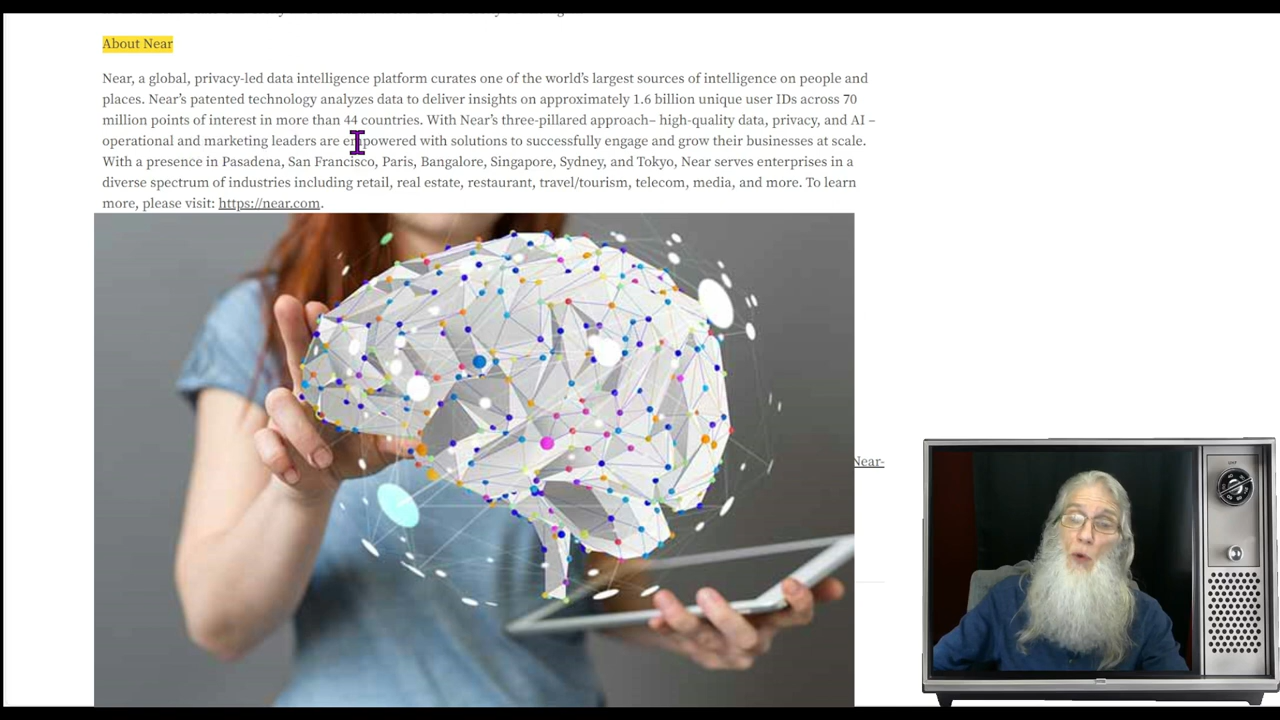 About Near
Near, a global, privacy-led data intelligence platform curates one of the world's largest sources of intelligence on people and
places. Near's patented technology analyzes data to deliver insights on approximately 1.6 billion unique user IDs across 70
million points of interest in more than 44 countries. With Near's three-pillared approach– high-quality data, privacy, and AI –
operational and marketing leaders are empowered with solutions to successfully engage and grow their businesses at scale.
With a presence in Pasadena, San Francisco, Paris, Bangalore, Singapore, Sydney, and Tokyo, Near serves enterprises in a
diverse spectrum of industries including retail, real estate, restaurant, travel/tourism, telecom, media, and more. To learn
more, please visit: https://near.com.
Near-